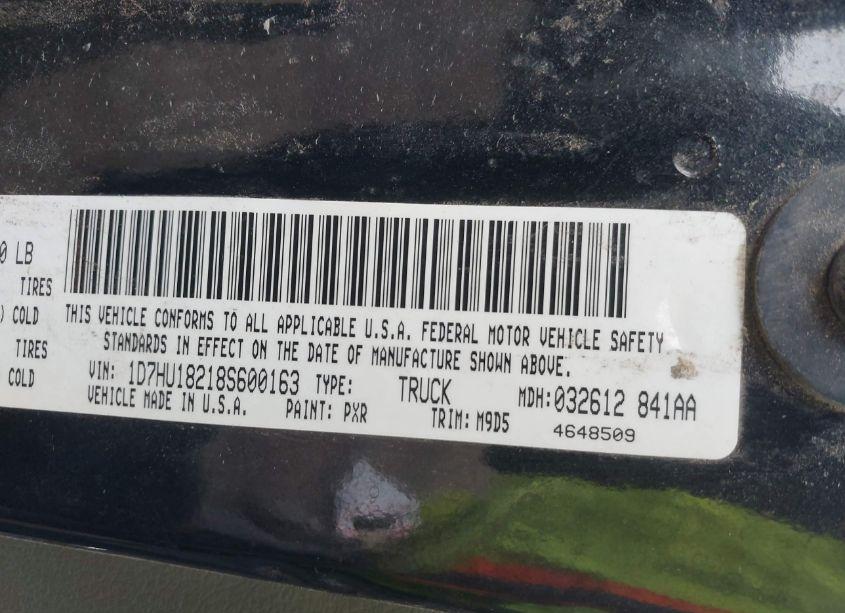 0 LB
TIRES
) COLD
TIRES
COLD
THIS VEHICLE CONFORMS TO ALL APPLICABLE U.S.A. FEDERAL MOTOR VEHICLE SAFETY
STANDARDS IN EFFECT ON THE DATE OF MANUFACTURE SHOWN ABOVE.
VIN: 1D7HU18218S600163 TYPE: TRUCK MDH:032612 841AA
VEHICLE MADE IN U.S.A. PAINT: PXR TRIM: M9D5 4648509